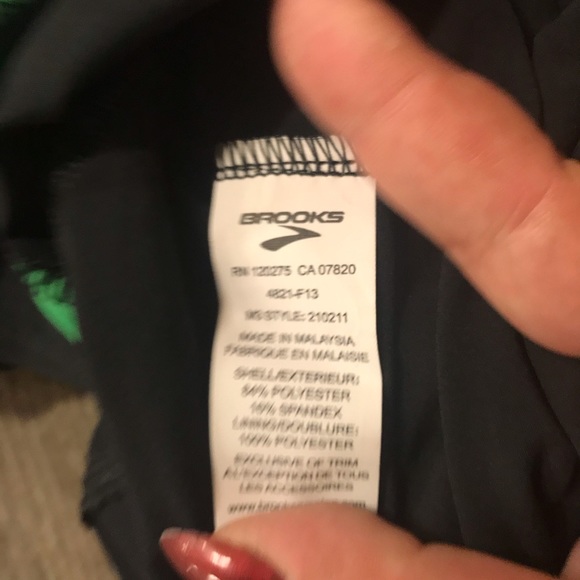 BROOKS
RN 120275 CA 07820
4821-F13
MS STYLE: 210211
MADE IN MALAYSIA
FABRIQUE EN MALAISIE
SHELL/EXTERIEUR:
84% POLYESTER
16% SPANDEX
LINING/DOUBLURE:
100% POLYESTER
EXCLUSIVE OF TRIM
A L'EXCEPTION DE TOUS
LES ACCESSOIRES